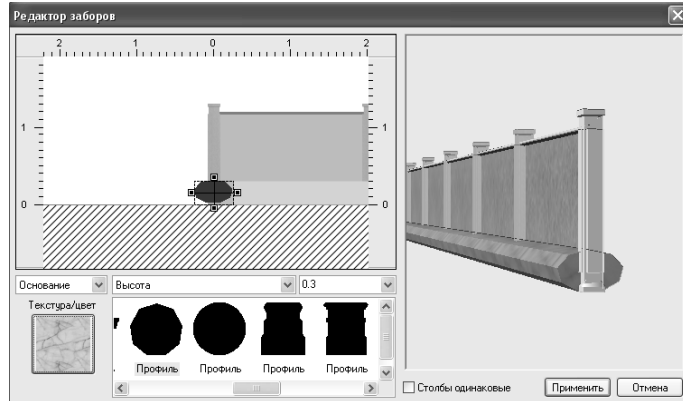 Редактор заборов
2 1 0 1 2
1 1
0 0
Основание Высота 0.3
Текстура/цвет
Профиль Профиль Профиль Профиль
Столбы одинаковые Применить Отмена